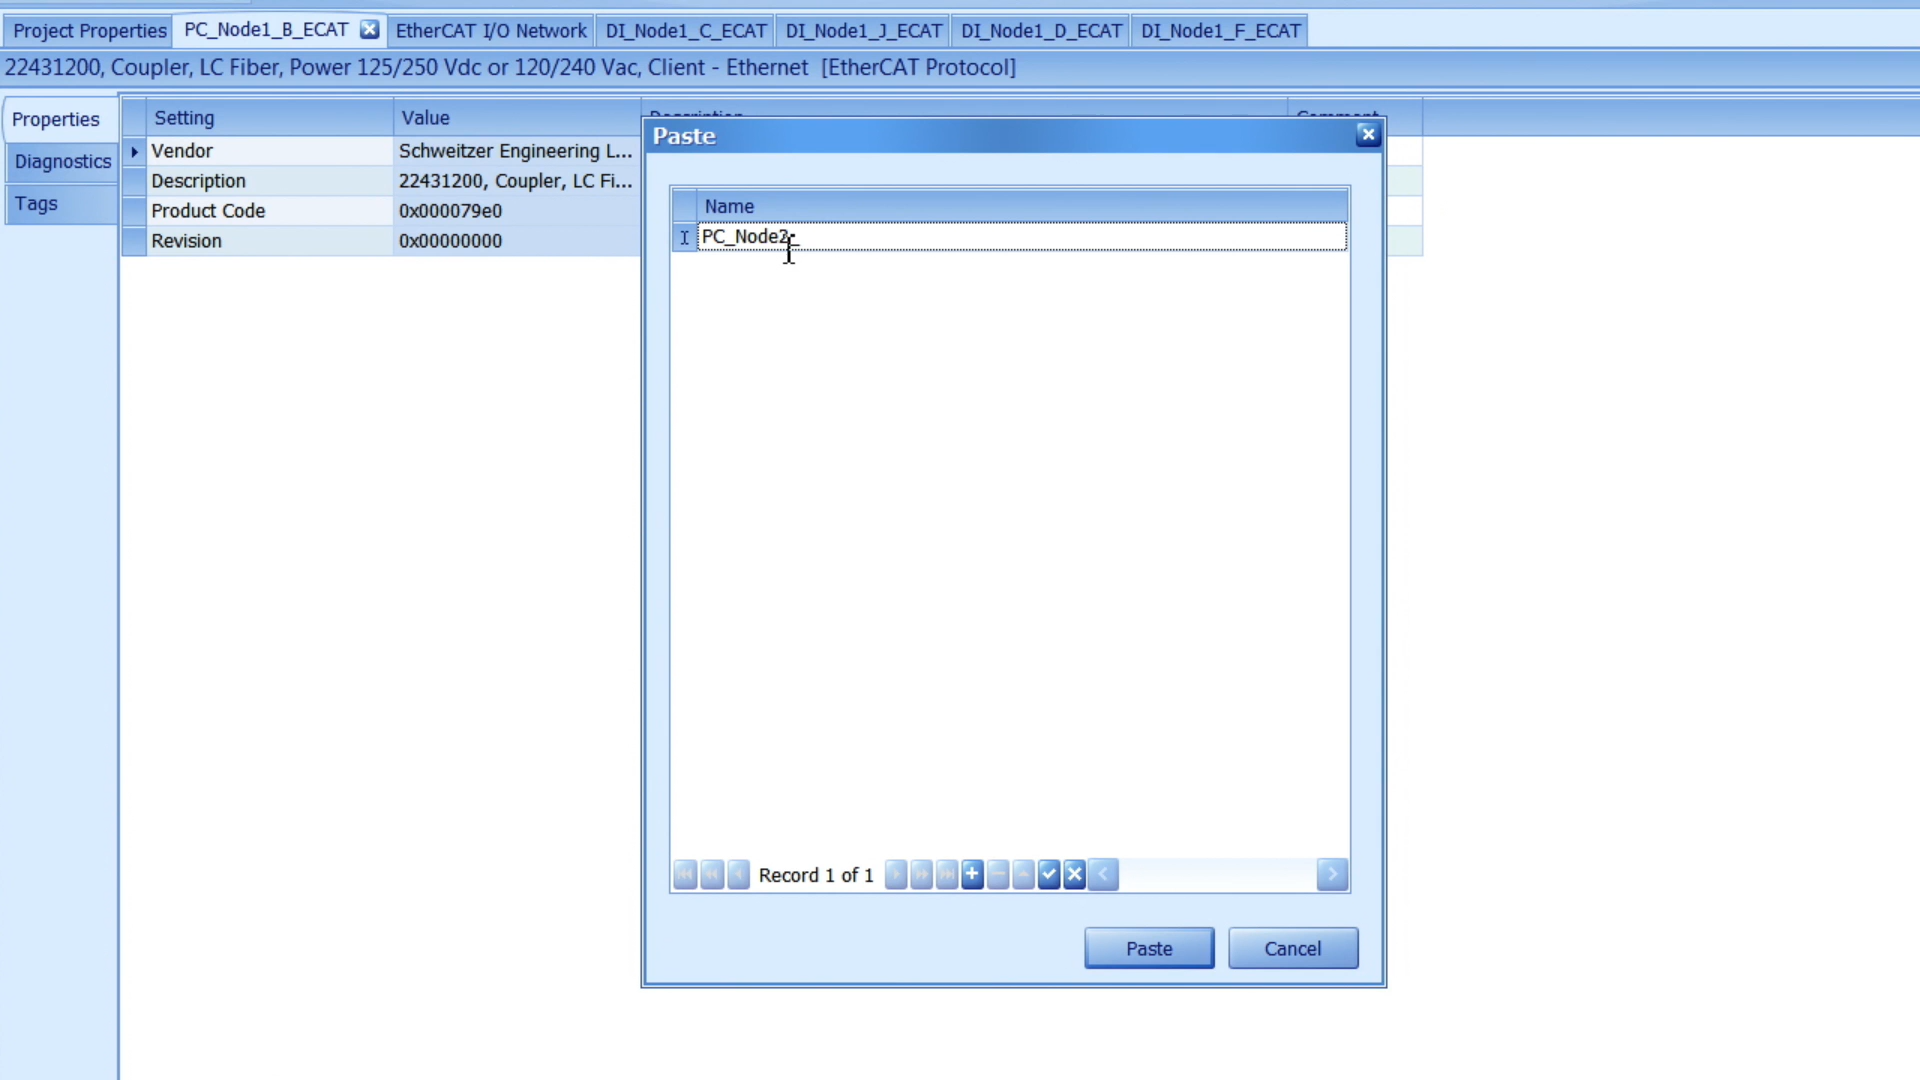 Project Properties PC_Node1_B_ECAT EtherCAT I/O Network DI_Node1_C_ECAT DI_Node1_J_ECAT DI_Node1_D_ECAT DI_Node1_F_ECAT
22431200, Coupler, LC Fiber, Power 125/250 Vdc or 120/240 Vac, Client - Ethernet [EtherCAT Protocol]
Properties
Diagnostics
Tags
Setting Value Description Comment
Vendor Schweitzer Engineering L...
Description 22431200, Coupler, LC Fi...
Product Code 0x000079e0
Revision 0x00000000
Paste
Name
PC_Node2_
Record 1 of 1
Paste Cancel